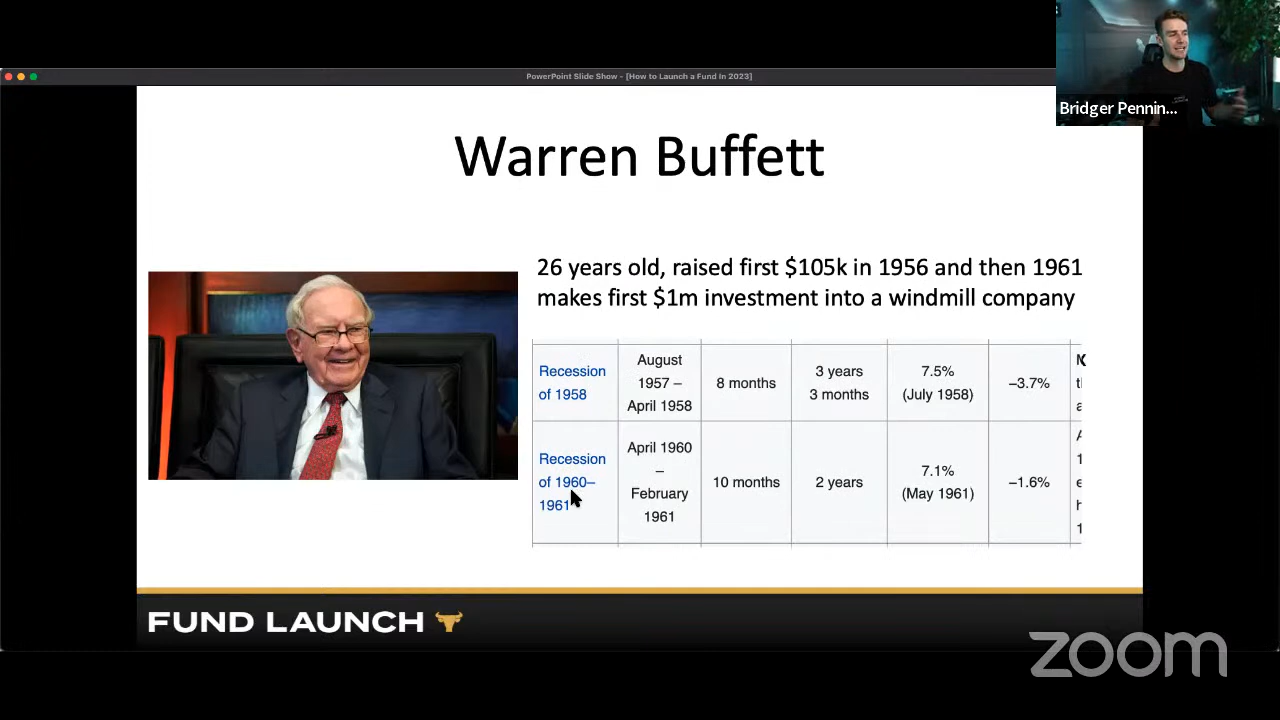 PowerPoint Slide Show - [How to Launch a Fund In 2023]
Bridger Pennin...
Warren Buffett
26 years old, raised first $105k in 1956 and then 1961
makes first $1m investment into a windmill company
Recession
of 1958
August
1957 –
April 1958
8 months
3 years
3 months
7.5%
(July 1958)
–3.7%
Recession
of 1960–
1961
April 1960
–
February
1961
10 months
2 years
7.1%
(May 1961)
–1.6%
FUND LAUNCH
zoom